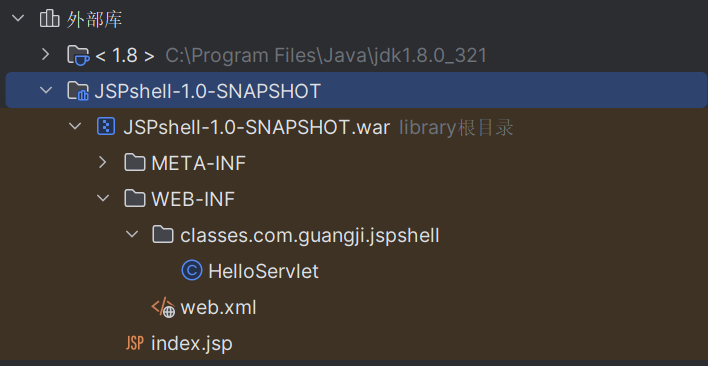 外部库
< 1.8 > C:\Program Files\Java\jdk1.8.0_321
JSPshell-1.0-SNAPSHOT
JSPshell-1.0-SNAPSHOT.war library根目录
META-INF
WEB-INF
classes.com.guangji.jspshell
C HelloServlet
</> web.xml
JSP index.jsp